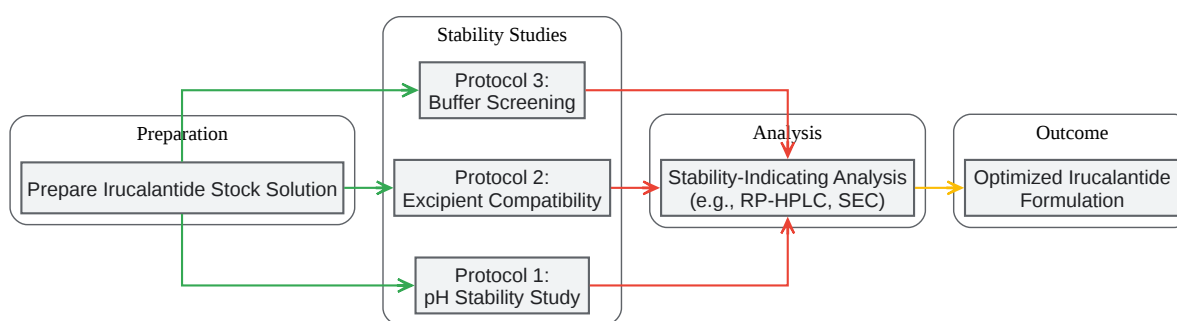 Preparation
Prepare Irucalantide Stock Solution
Stability Studies
Protocol 3:
Buffer Screening
Protocol 2:
Excipient Compatibility
Protocol 1:
pH Stability Study
Analysis
Stability-Indicating Analysis
(e.g., RP-HPLC, SEC)
Outcome
Optimized Irucalantide
Formulation